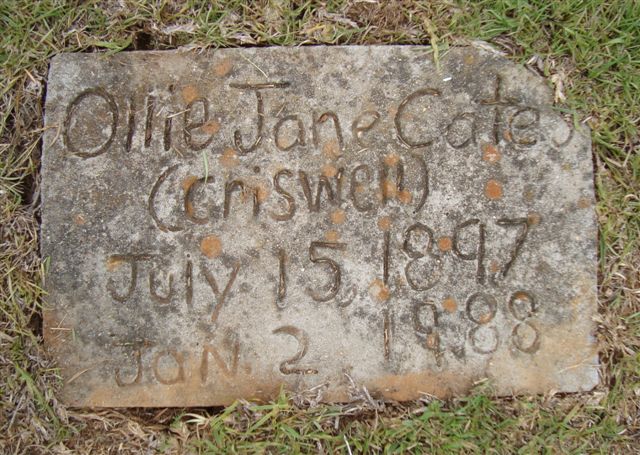 Ollie Jane Cates
(Criswell)
July 15, 1897
Jan. 2 1988